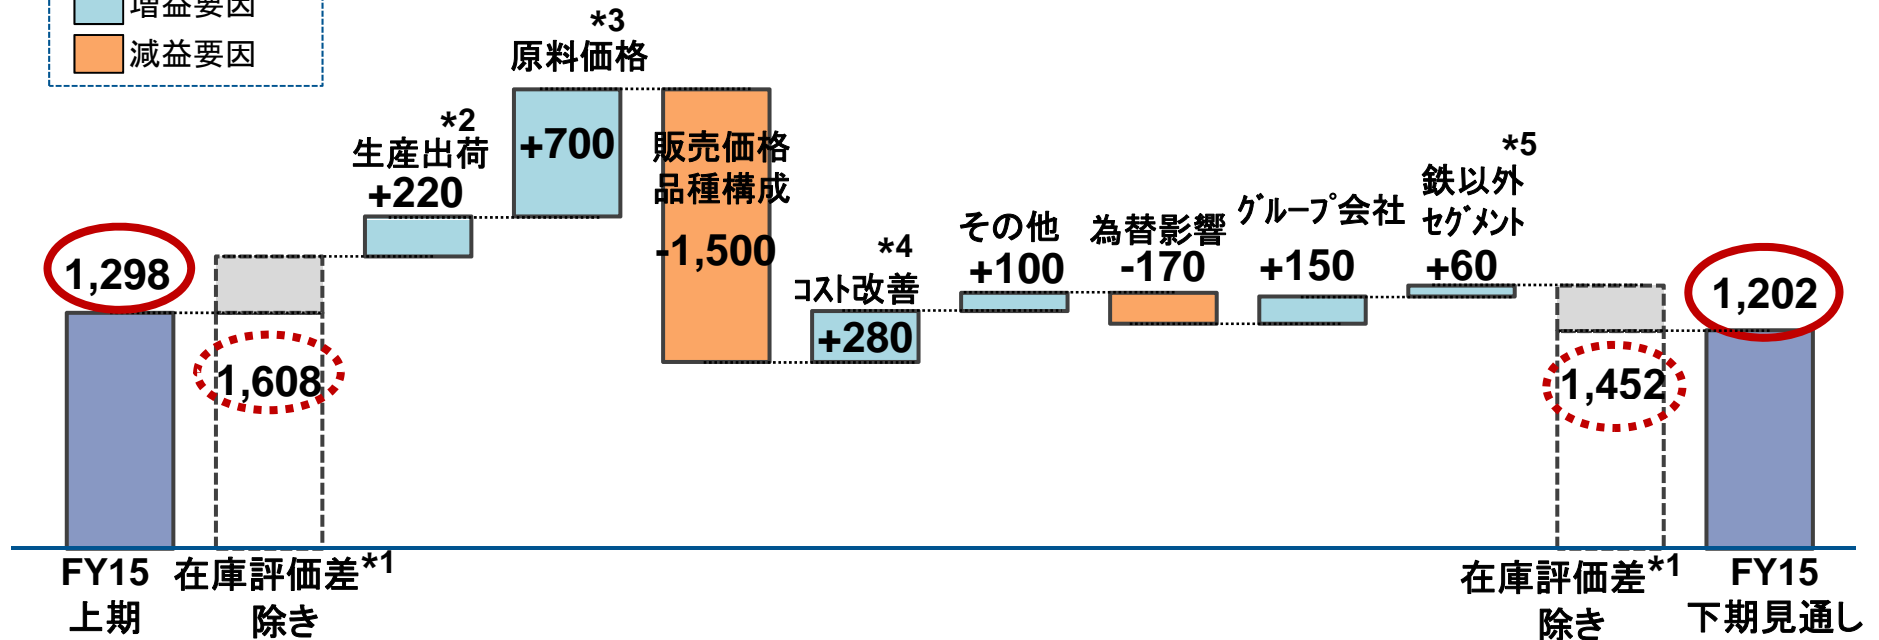 増益要因
減益要因
*3
原料価格
+700
*2
生産出荷
+220
販売価格
品種構成
-1,500
*4
コスト改善
+280
その他
+100
為替影響
-170
グループ会社
+150
*5
鉄以外
セグメント
+60
1,298
1,608
1,452
1,202
FY15
上期
在庫評価差*1
除き
在庫評価差*1
除き
FY15
下期見通し